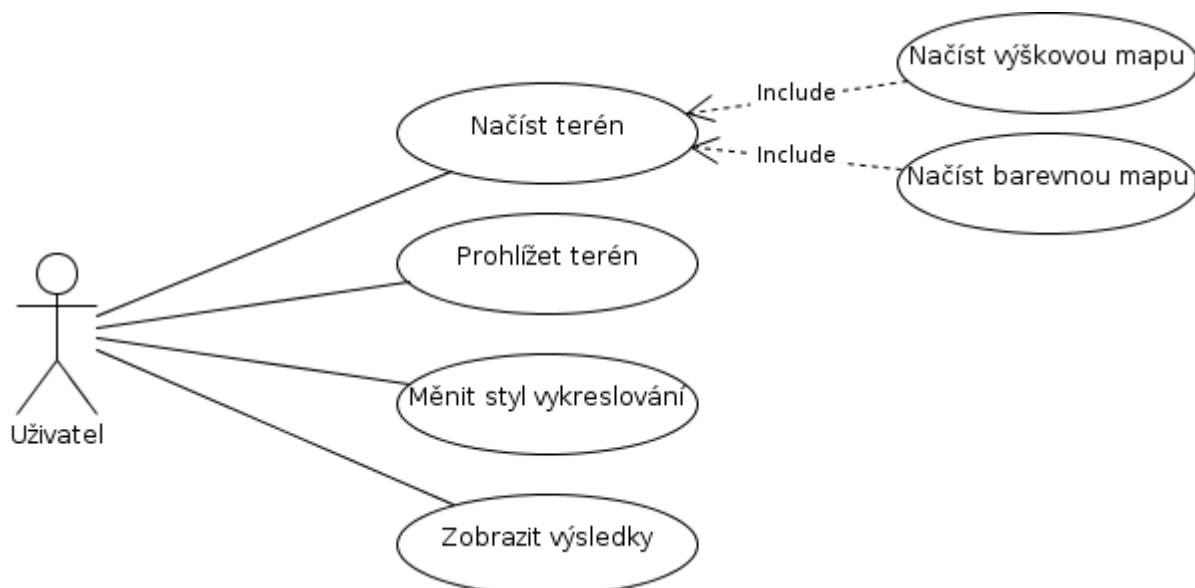 Načíst výškovou mapu
Include
Načíst terén
Include
Načíst barevnou mapu
Prohlížet terén
Měnit styl vykreslování
Uživatel
Zobrazit výsledky